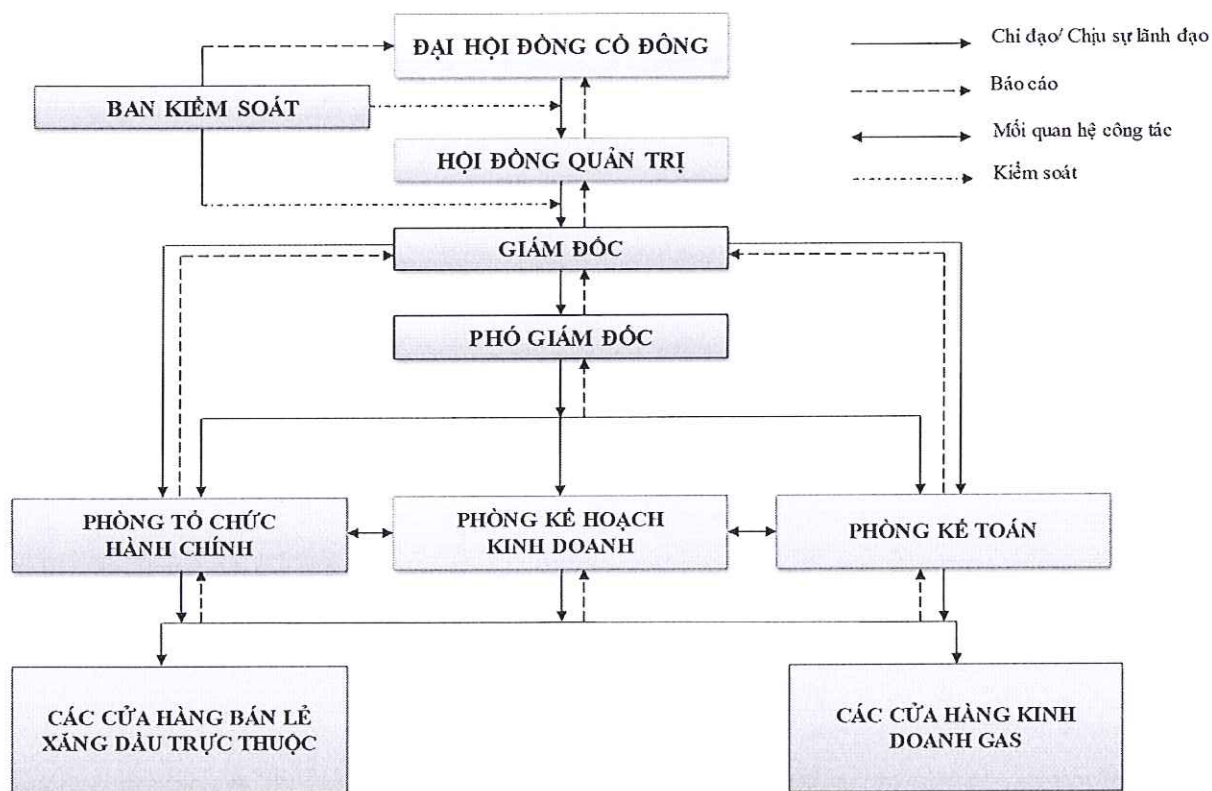 ĐẠI HỘI ĐỒNG CỔ ĐÔNG
BAN KIỂM SOÁT
HỘI ĐỒNG QUẢN TRỊ
GIÁM ĐỐC
PHÓ GIÁM ĐỐC
PHÒNG TỔ CHỨC
HÀNH CHÍNH
PHÒNG KẾ HOẠCH
KINH DOANH
PHÒNG KẾ TOÁN
CÁC CỬA HÀNG BÁN LẺ
XĂNG DẦU TRỰC THUỘC
CÁC CỬA HÀNG KINH
DOANH GAS
Chỉ đạo/ Chịu sự lãnh đạo
Báo cáo
Mối quan hệ công tác
Kiểm soát